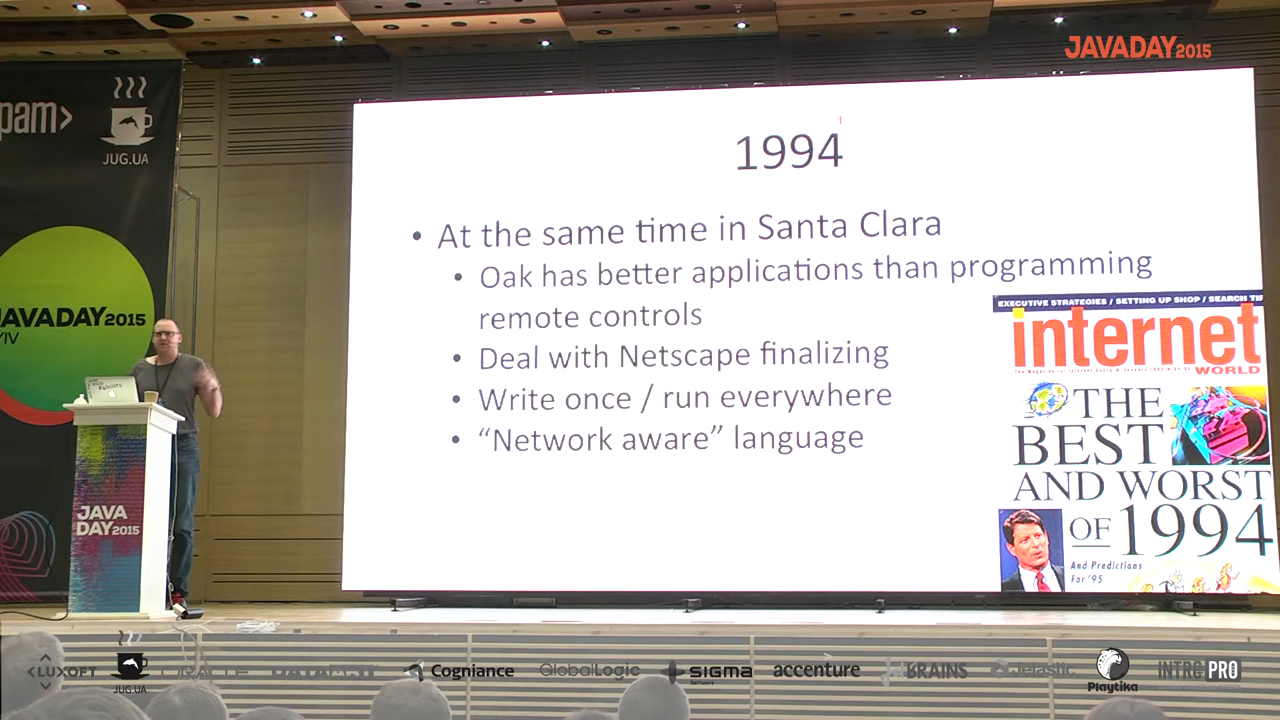 JAVADAY2015
pam>
JUG.UA
JAVADAY2015
YIV
1994
• At the same time in Santa Clara
• Oak has better applications than programming
remote controls
• Deal with Netscape finalizing
• Write once / run everywhere
• “Network aware” language
EXECUTIVE STRATEGIES / SETTING UP SHOP / SEARCH
internet
WORLD
THE
BEST
AND WORST
OF 1994
And Predictions
For '95
JAVA
DAY2015
LUXOFT
JUG.UA
Cogniance
GlobalLogic
SIGMA
Software
accenture
BRAINS
Jelastic
Playtika
INTRO PRO